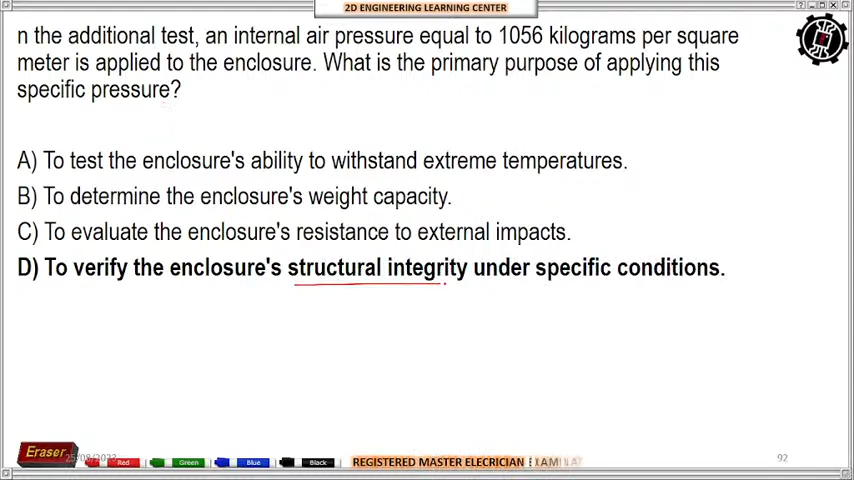 2D ENGINEERING LEARNING CENTER
n the additional test, an internal air pressure equal to 1056 kilograms per square
meter is applied to the enclosure. What is the primary purpose of applying this
specific pressure?
A) To test the enclosure's ability to withstand extreme temperatures.
B) To determine the enclosure's weight capacity.
C) To evaluate the enclosure's resistance to external impacts.
D) To verify the enclosure's structural integrity under specific conditions.
Eraser
Red
Green
Blue
Black
REGISTERED MASTER ELECRICIAN EXAMINAT
92